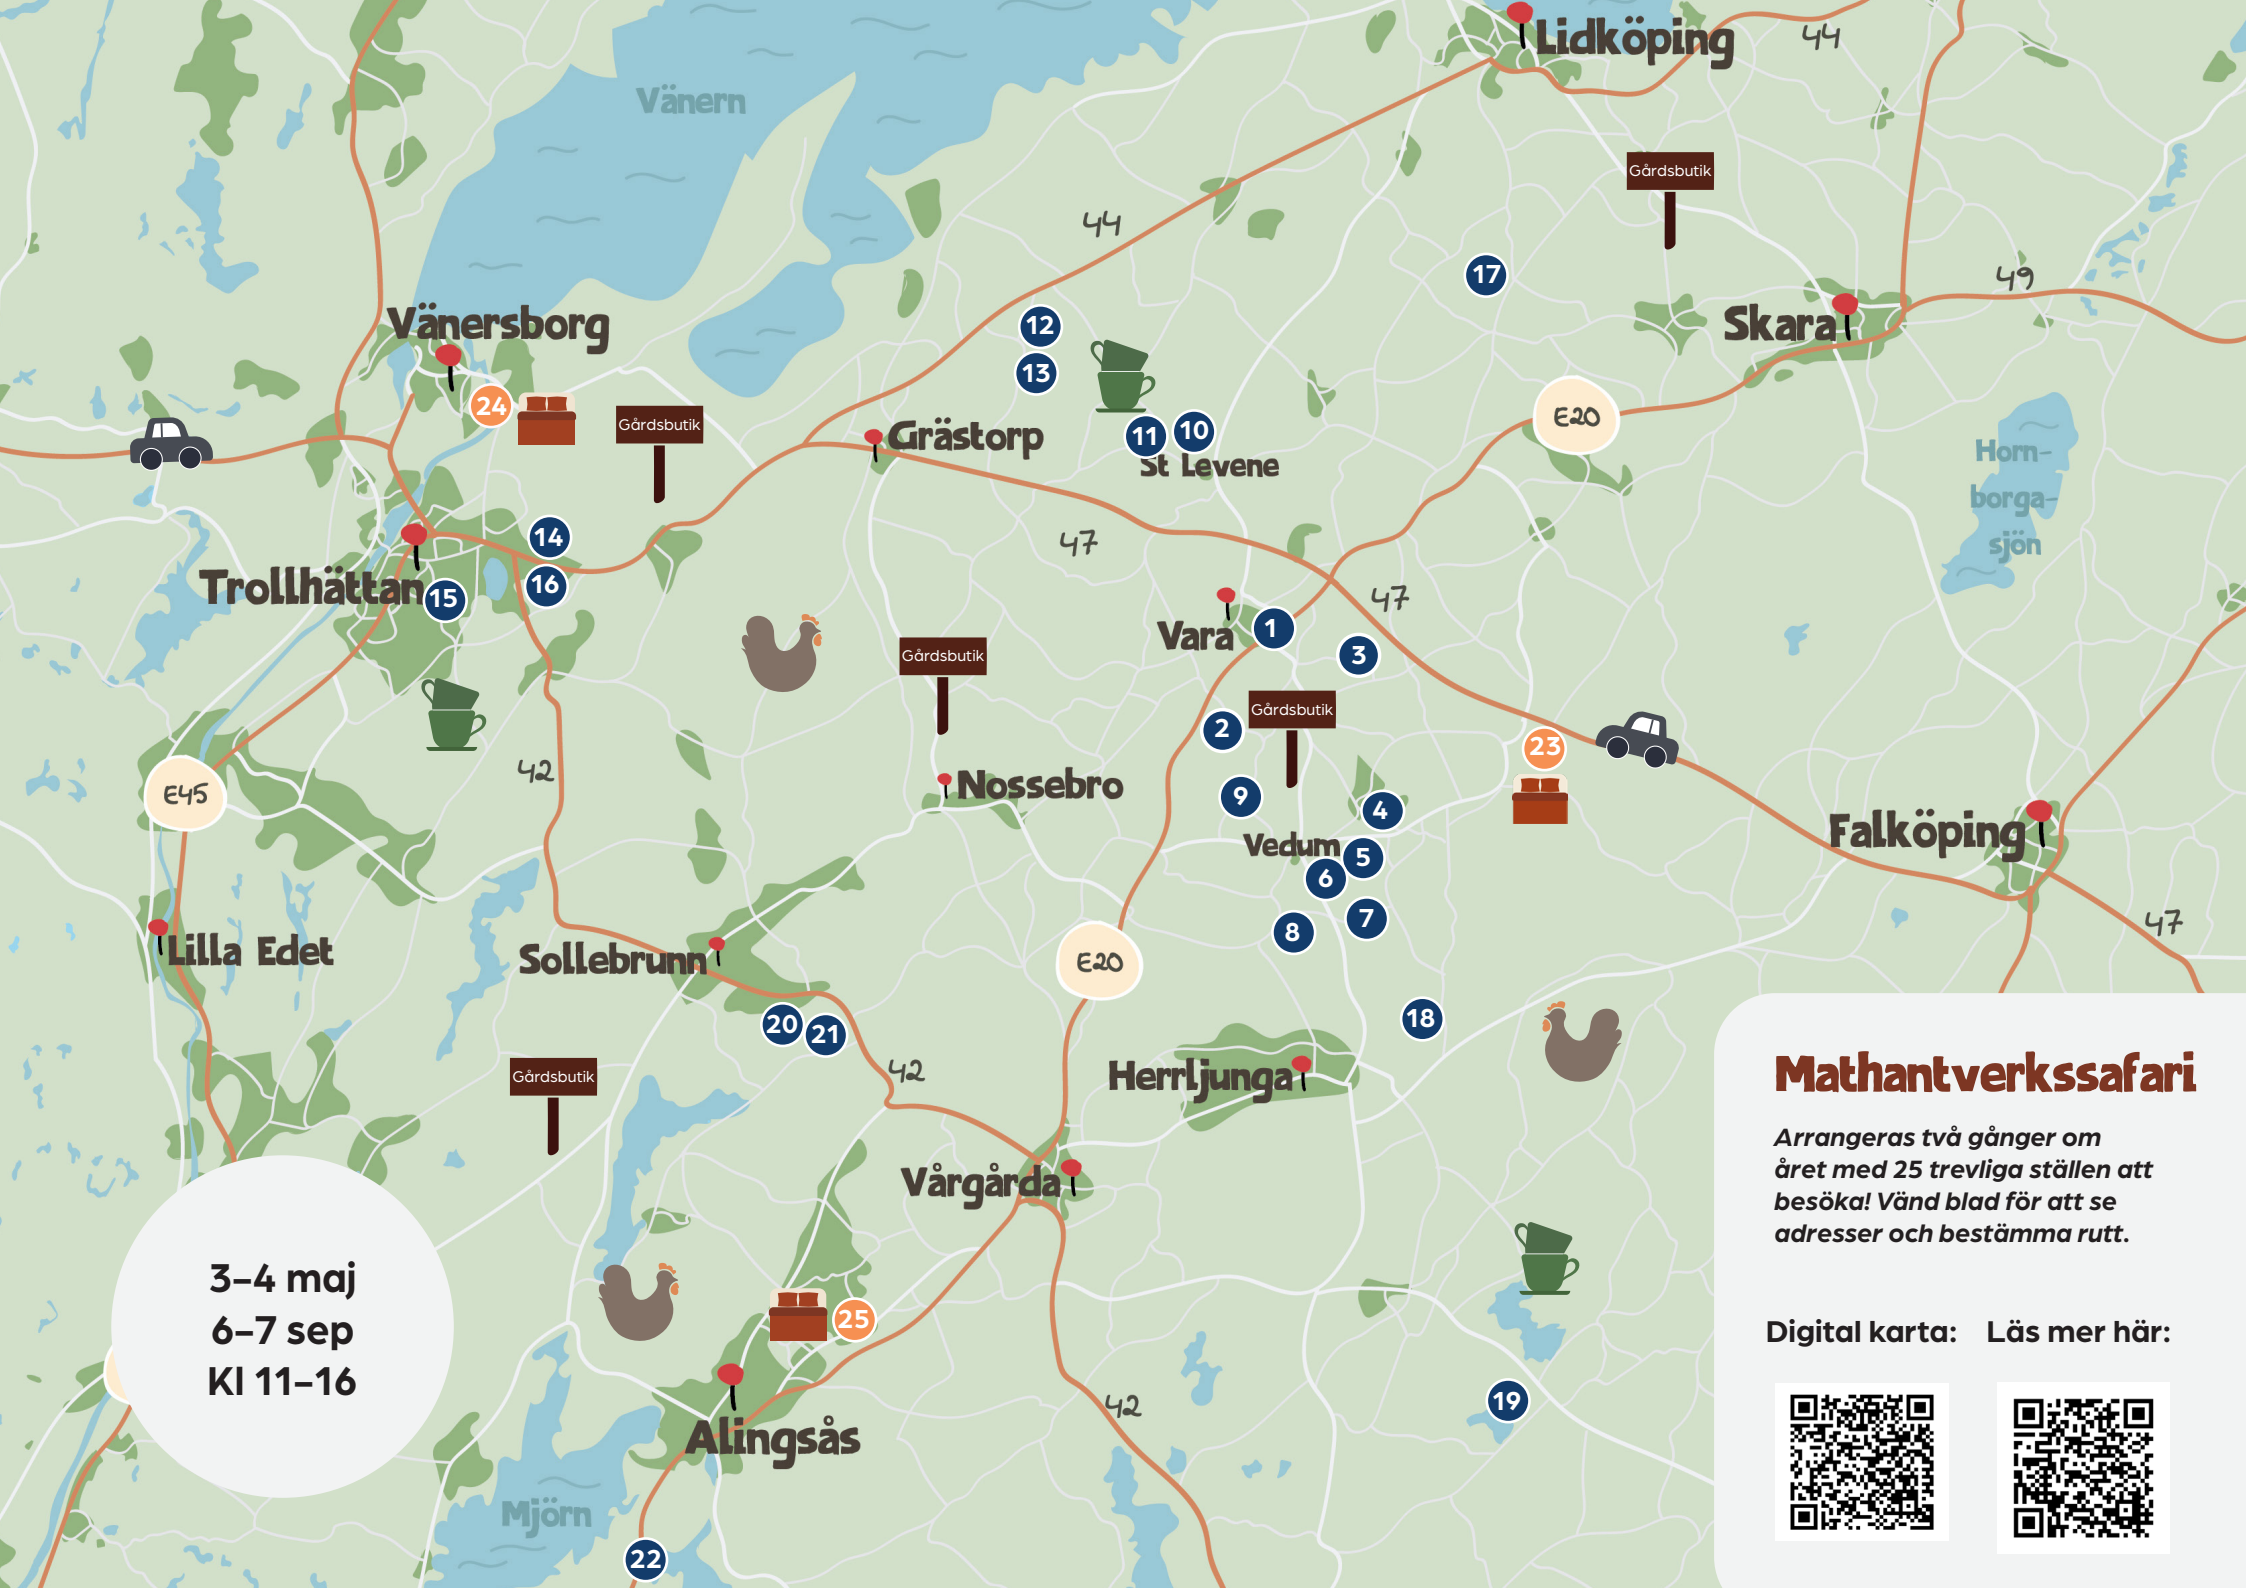 Lidköping
44
Vänern
Gårdsbutik
44
17
49
Vänersborg
12
Skara
13
24
Gårdsbutik
E20
Grästorp
11
10
St Levene
Horn-
borga-
sjön
14
47
16
Trollhättan
15
47
Vara
1
3
Gårdsbutik
Gårdsbutik
2
23
42
Nossebro
E45
9
4
Falköping
Vedum
5
6
7
8
47
Lilla Edet
Sollebrunn
E20
20
21
18
42
Herrljunga
Gårdsbutik
Vårgårda
25
42
19
Alingsås
Mjörn
22
3–4 maj
6–7 sep
Kl 11–16
Mathantverkssafari
Arrangeras två gånger om
året med 25 trevliga ställen att
besöka! Vänd blad för att se
adresser och bestämma rutt.
Digital karta:
Läs mer här: